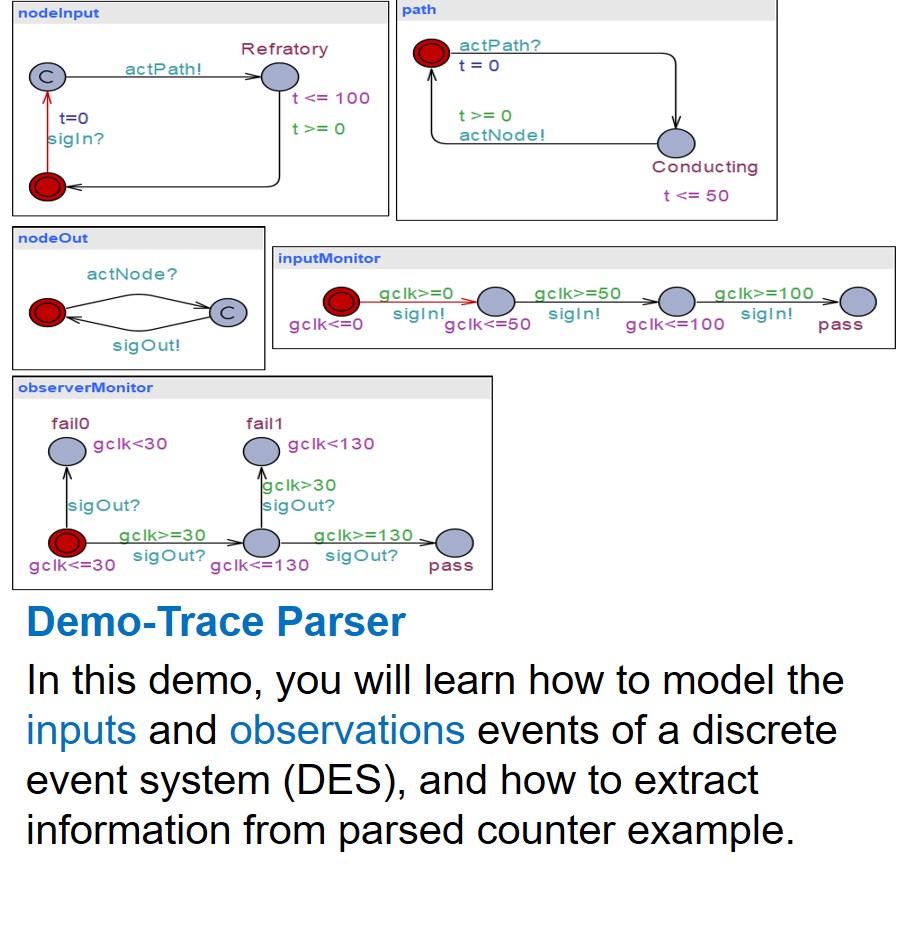 nodeInput
C
actPath!
Refratory
t <= 100
t >= 0
t=0
sigIn?
path
actPath?
t = 0
t >= 0
actNode!
Conducting
t <= 50
nodeOut
actNode?
C
sigOut!
inputMonitor
gclk>=0
gclk>=50
gclk>=100
sigIn!
sigIn!
sigIn!
gclk<=0
gclk<=50
gclk<=100
pass
observerMonitor
fail0
fail1
gclk<30
gclk<130
gclk>30
sigOut?
sigOut?
gclk>=30
gclk>=130
sigOut?
sigOut?
gclk<=30
gclk<=130
pass
Demo-Trace Parser
In this demo, you will learn how to model the
inputs and observations events of a discrete
event system (DES), and how to extract
information from parsed counter example.